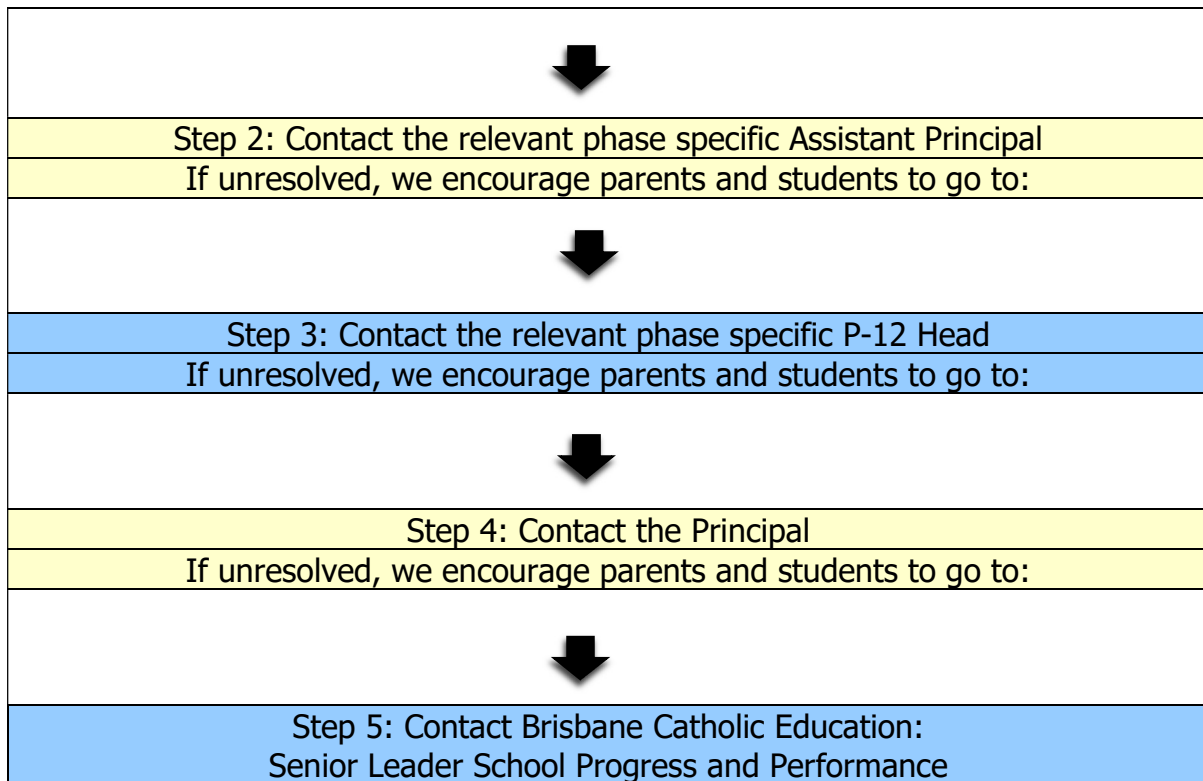 Step 2: Contact the relevant phase specific Assistant Principal
If unresolved, we encourage parents and students to go to:
Step 3: Contact the relevant phase specific P-12 Head
If unresolved, we encourage parents and students to go to:
Step 4: Contact the Principal
If unresolved, we encourage parents and students to go to:
Step 5: Contact Brisbane Catholic Education:
Senior Leader School Progress and Performance